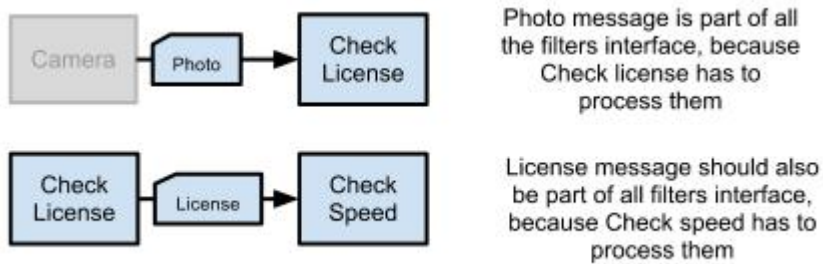 Camera
Photo
Check
License
Photo message is part of all
the filters interface, because
Check license has to
process them
Check
License
License
Check
Speed
License message should also
be part of all filters interface,
because Check speed has to
process them